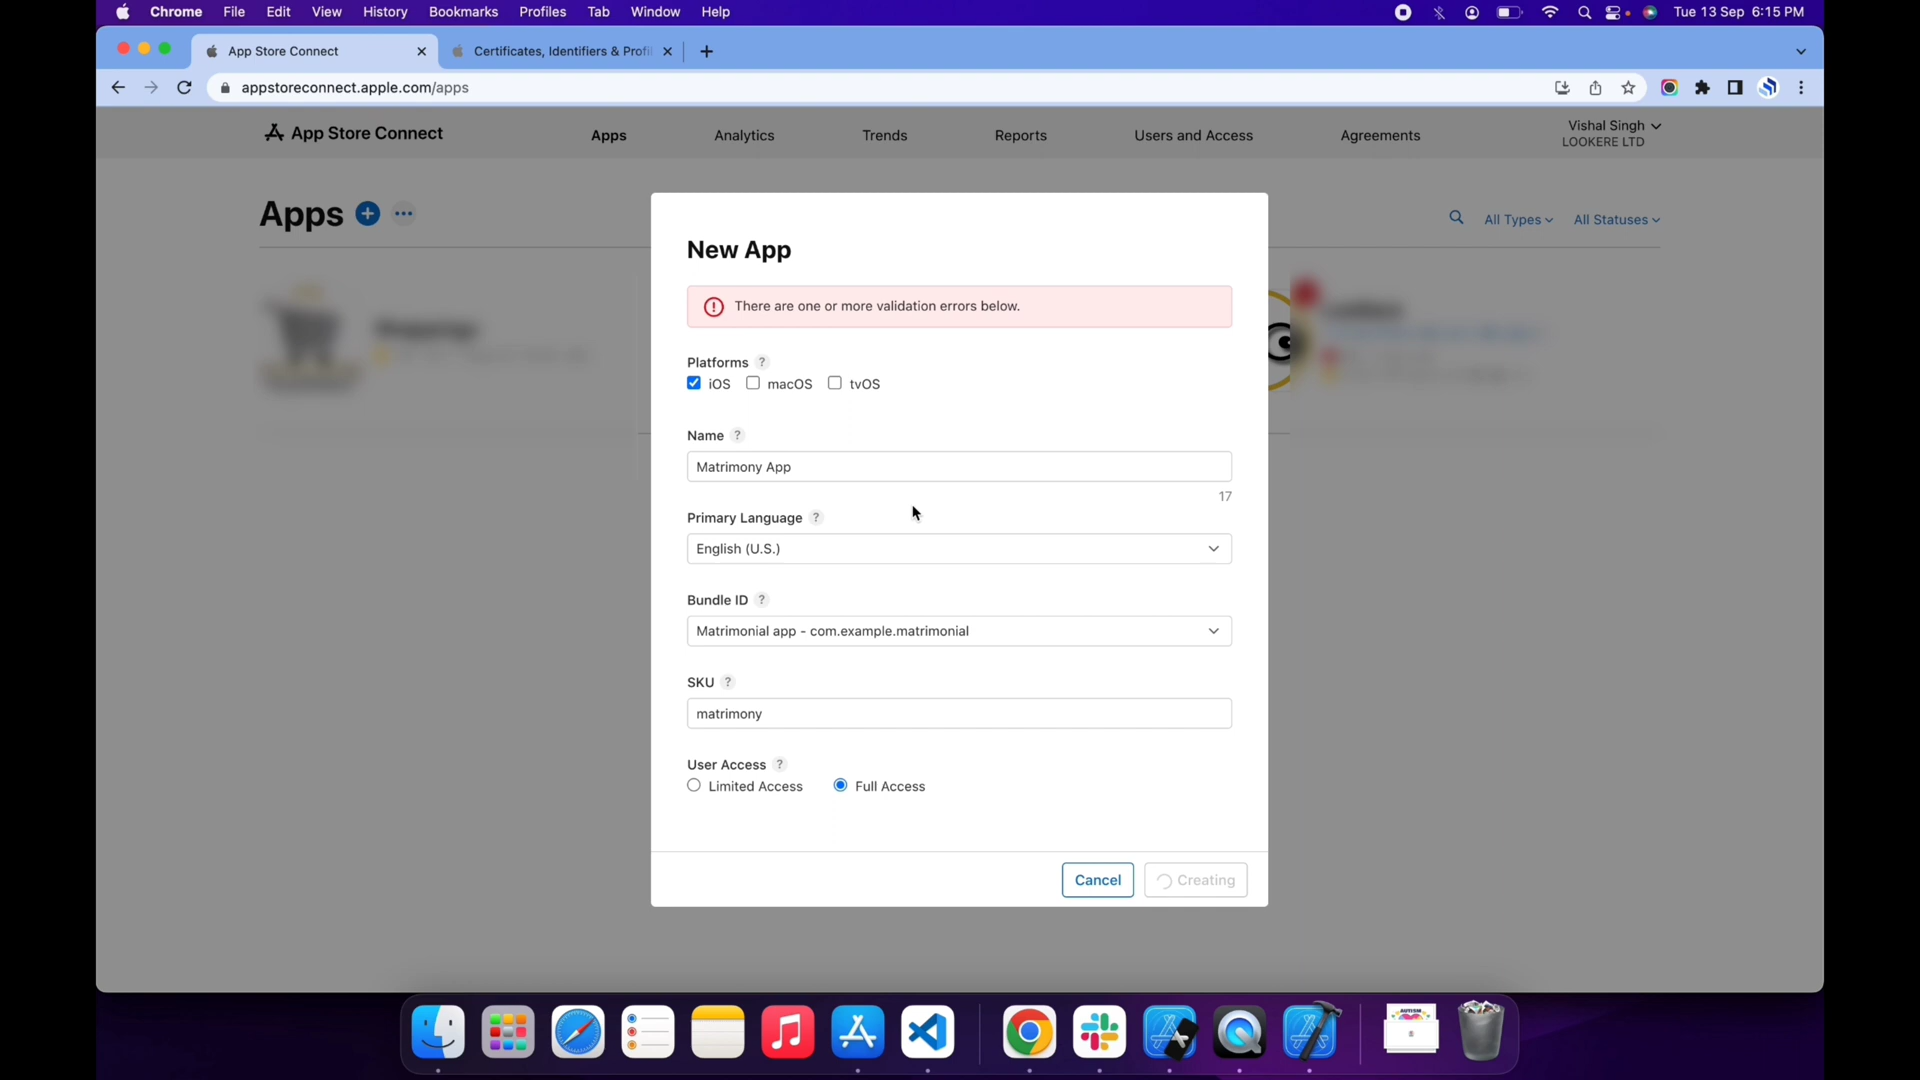 Chrome File Edit View History Bookmarks Profiles Tab Window Help Tue 13 Sep 6:15 PM
App Store Connect Certificates, Identifiers & Profi
appstoreconnect.apple.com/apps
App Store Connect Apps Analytics Trends Reports Users and Access Agreements Vishal Singh
LOOKERE LTD
Apps All Types All Statuses
New App
There are one or more validation errors below.
Platforms ?
iOS macOS tvOS
Name ?
Matrimony App
17
Primary Language ?
English (U.S.)
Bundle ID ?
Matrimonial app - com.example.matrimonial
SKU ?
matrimony
User Access ?
Limited Access Full Access
Cancel Creating
AUTISM